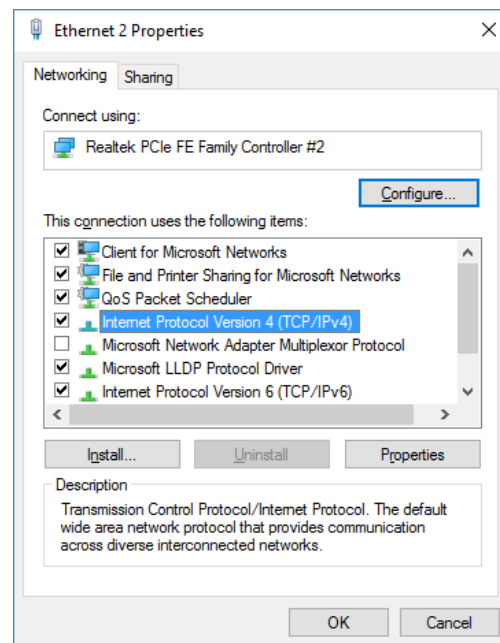 Ethernet 2 Properties
Networking
Sharing
Connect using:
Realtek PCIe FE Family Controller #2
Configure...
This connection uses the following items:
Client for Microsoft Networks
File and Printer Sharing for Microsoft Networks
QoS Packet Scheduler
Internet Protocol Version 4 (TCP/IPv4)
Microsoft Network Adapter Multiplexor Protocol
Microsoft LLDP Protocol Driver
Internet Protocol Version 6 (TCP/IPv6)
Install...
Uninstall
Properties
Description
Transmission Control Protocol/Internet Protocol. The default
wide area network protocol that provides communication
across diverse interconnected networks.
OK
Cancel